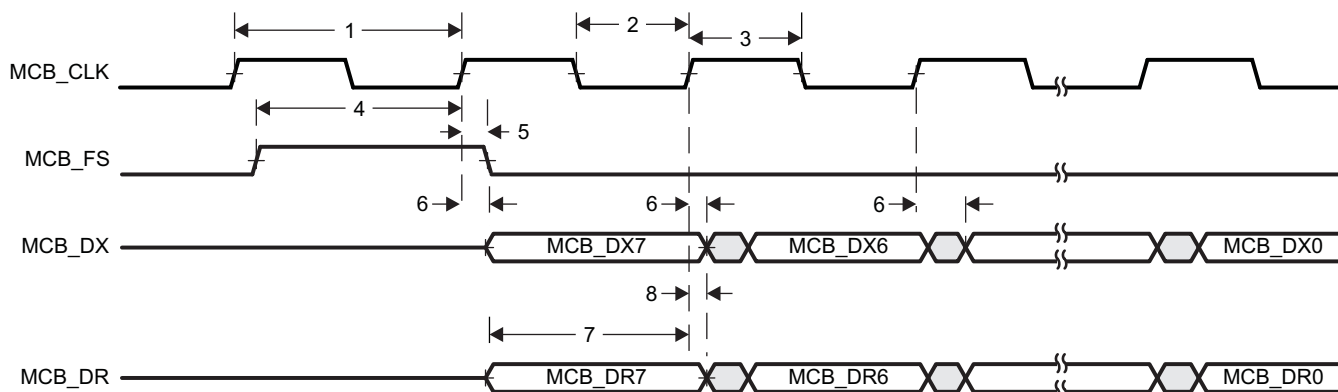 1
2
3
MCB_CLK
4
5
MCB_FS
6
6
6
MCB_DX
MCB_DX7
MCB_DX6
MCB_DX0
8
7
MCB_DR
MCB_DR7
MCB_DR6
MCB_DR0